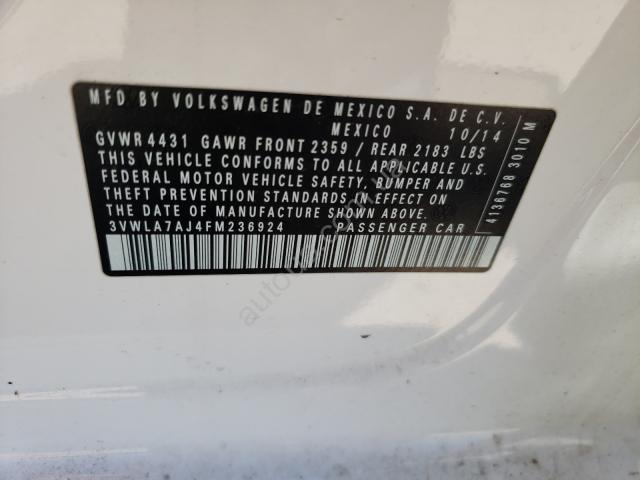 MFD BY VOLKSWAGEN DE MEXICO S.A. DE C.V.
MEXICO 10/14
GVWR 4431 GAWR FRONT 2359 / REAR 2183 LBS
THIS VEHICLE CONFORMS TO ALL APPLICABLE U.S.
FEDERAL MOTOR VEHICLE SAFETY, BUMPER AND
THEFT PREVENTION STANDARDS IN EFFECT ON
THE DATE OF MANUFACTURE SHOWN ABOVE.
3VWLA7AJ4FM236924 PASSENGER CAR
4136768 3010 M